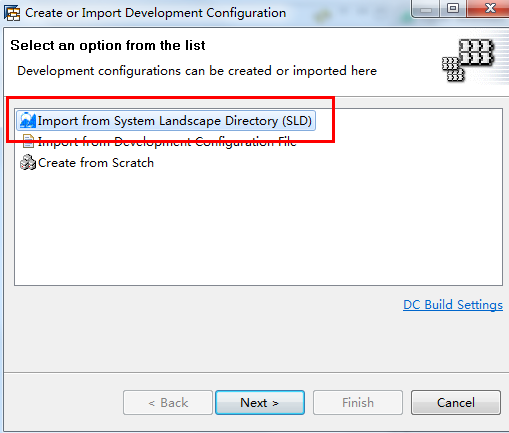 Create or Import Development Configuration
Select an option from the list
Development configurations can be created or imported here
Import from System Landscape Directory (SLD)
Import from Development Configuration File
Create from Scratch
DC Build Settings
< Back
Next >
Finish
Cancel